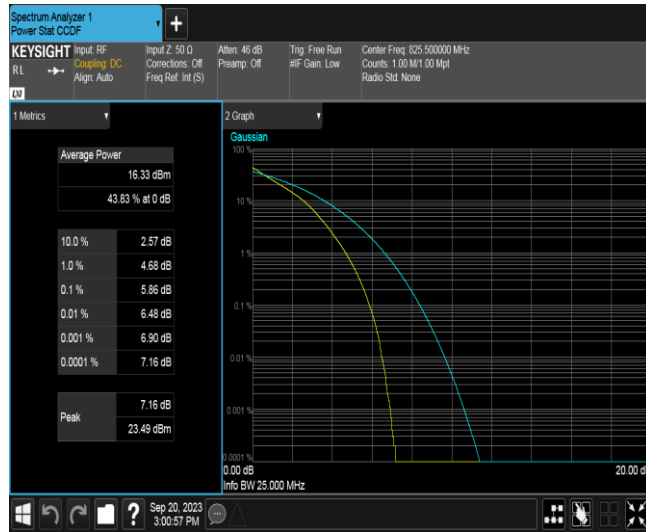 Spectrum Analyzer 1
Power Stat CCDF
+
KEYSIGHT
RL
LXI
Input: RF
Coupling: DC
Align: Auto
Input Z: 50 Ω
Corrections: Off
Freq Ref: Int (S)
Atten: 46 dB
Preamp: Off
Trig: Free Run
#IF Gain: Low
Center Freq: 825.500000 MHz
Counts: 1.00 M/1.00 Mpt
Radio Std: None
1 Metrics
Average Power
16.33 dBm
43.83 % at 0 dB
10.0 % 2.57 dB
1.0 % 4.68 dB
0.1 % 5.86 dB
0.01 % 6.48 dB
0.001 % 6.90 dB
0.0001 % 7.16 dB
Peak
7.16 dB
23.49 dBm
2 Graph
Gaussian
100 %
10 %
1 %
0.1 %
0.01 %
0.001 %
0.0001 %
0.00 dB
20.00 d
Info BW 25.000 MHz
?
Sep 20, 2023
3:00:57 PM